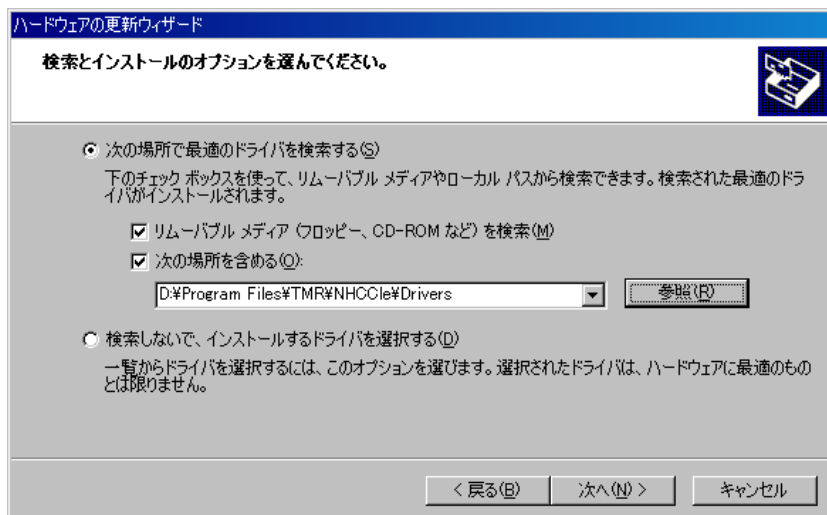 ハードウェアの更新ウィザード
検索とインストールのオプションを選んでください。
次の場所で最適のドライバを検索する(S)
下のチェック ボックスを使って、リムーバブル メディアやローカル パスから検索できます。検索された最適のドラ
イバがインストールされます。
リムーバブル メディア (フロッピー、CD-ROM など) を検索(M)
次の場所を含める(O):
D:¥Program Files¥TMR¥NHCCle¥Drivers
参照(R)
検索しないで、インストールするドライバを選択する(D)
一覧からドライバを選択するには、このオプションを選びます。選択されたドライバは、ハードウェアに最適のもの
とは限りません。
< 戻る(B)
次へ(N) >
キャンセル